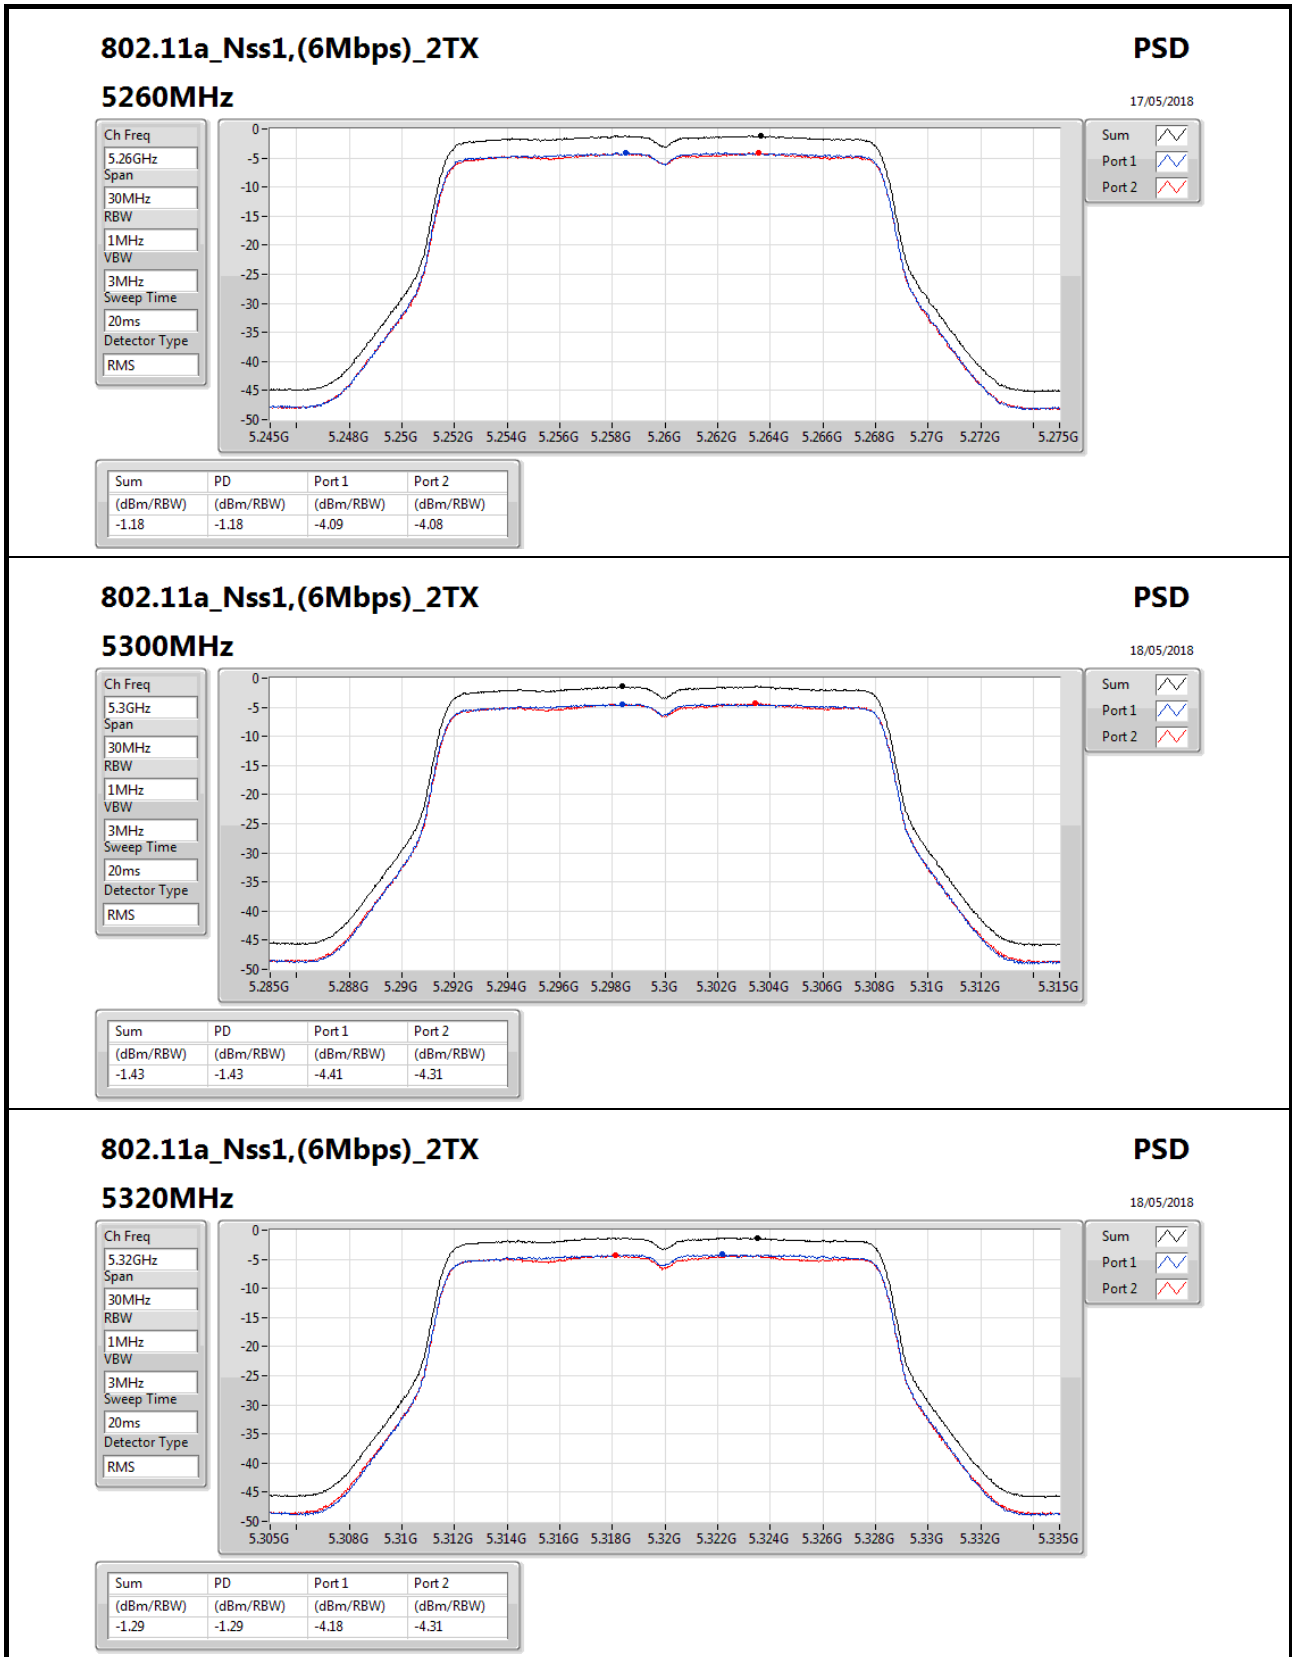 802.11a_Nss1,(6Mbps)_2TX PSD
5260MHz 17/05/2018
Ch Freq
5.26GHz
Span
30MHz
RBW
1MHz
VBW
3MHz
Sweep Time
20ms
Detector Type
RMS
0
-5
-10
-15
-20
-25
-30
-35
-40
-45
-50
5.245G 5.248G 5.25G 5.252G 5.254G 5.256G 5.258G 5.26G 5.262G 5.264G 5.266G 5.268G 5.27G 5.272G 5.275G
Sum
Port 1
Port 2
Sum PD Port 1 Port 2
(dBm/RBW) (dBm/RBW) (dBm/RBW) (dBm/RBW)
-1.18 -1.18 -4.09 -4.08
802.11a_Nss1,(6Mbps)_2TX PSD
5300MHz 18/05/2018
Ch Freq
5.3GHz
Span
30MHz
RBW
1MHz
VBW
3MHz
Sweep Time
20ms
Detector Type
RMS
0
-5
-10
-15
-20
-25
-30
-35
-40
-45
-50
5.285G 5.288G 5.29G 5.292G 5.294G 5.296G 5.298G 5.3G 5.302G 5.304G 5.306G 5.308G 5.31G 5.312G 5.315G
Sum
Port 1
Port 2
Sum PD Port 1 Port 2
(dBm/RBW) (dBm/RBW) (dBm/RBW) (dBm/RBW)
-1.43 -1.43 -4.41 -4.31
802.11a_Nss1,(6Mbps)_2TX PSD
5320MHz 18/05/2018
Ch Freq
5.32GHz
Span
30MHz
RBW
1MHz
VBW
3MHz
Sweep Time
20ms
Detector Type
RMS
0
-5
-10
-15
-20
-25
-30
-35
-40
-45
-50
5.305G 5.308G 5.31G 5.312G 5.314G 5.316G 5.318G 5.32G 5.322G 5.324G 5.326G 5.328G 5.33G 5.332G 5.335G
Sum
Port 1
Port 2
Sum PD Port 1 Port 2
(dBm/RBW) (dBm/RBW) (dBm/RBW) (dBm/RBW)
-1.29 -1.29 -4.18 -4.31